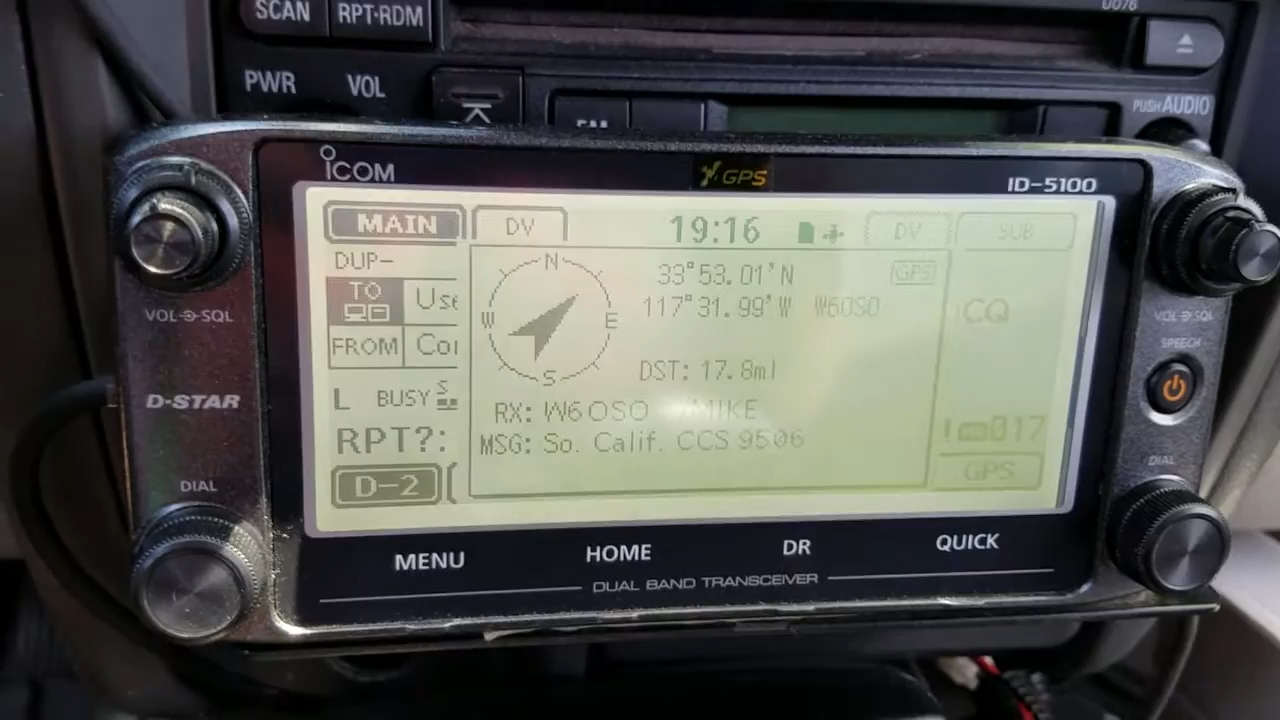 SCAN RPT·RDM
PWR VOL
PUSH AUDIO
ICOM GPS ID-5100
MAIN DV 19:16 DV SUB
DUP-
TO Use
FROM Co
N
W E
S
33°53.01'N GPS
117°31.99'W W6OSO
CQ
DST: 17.8ml
L BUSY
RX: W6OSO /MIKE
RPT?:
MSG: So. Calif. CCS 9506
017
D-2 GPS
VOL SQL
D-STAR
DIAL
VOL SQL
SPEECH
DIAL
MENU HOME DR QUICK
DUAL BAND TRANSCEIVER